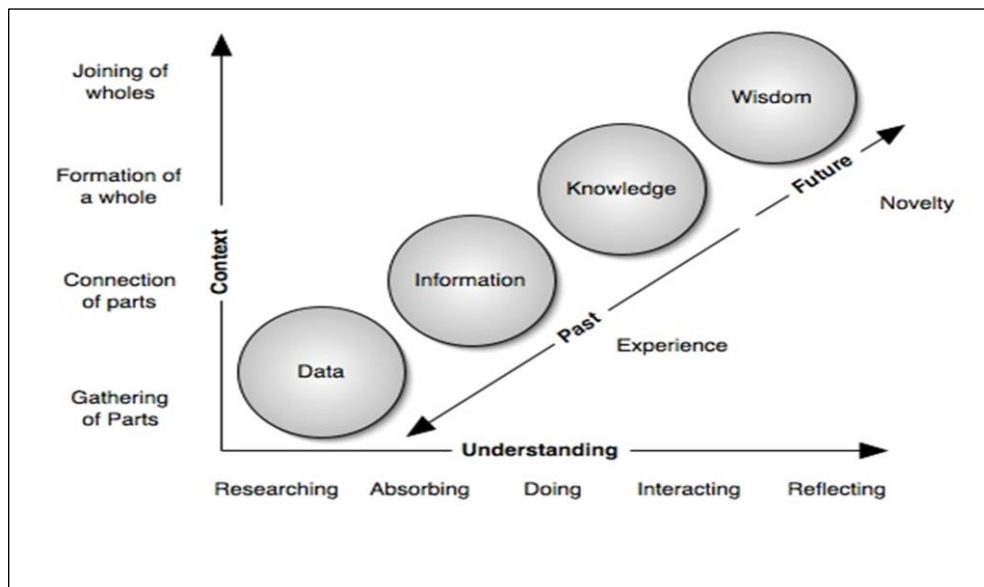 Joining of
wholes
Wisdom
Future
Formation of
a whole
Knowledge
Novelty
Context
Connection
of parts
Information
Past
Experience
Data
Gathering
of Parts
Understanding
Researching Absorbing Doing Interacting Reflecting